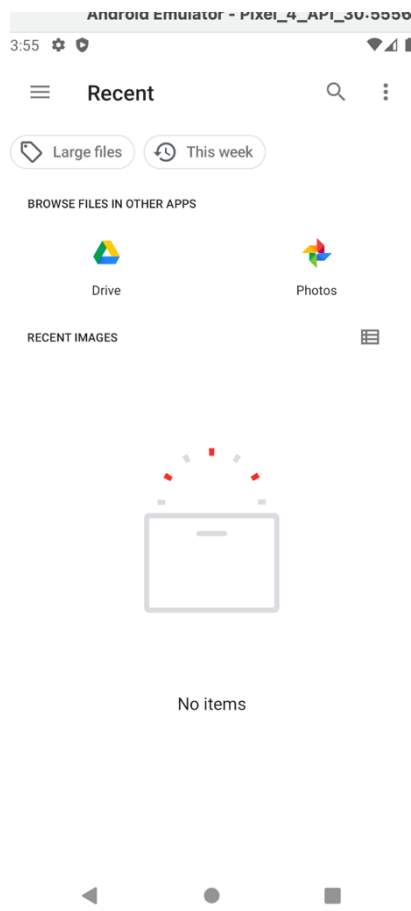 Android Emulator - Pixel_4_API_30:5556
3:55
Recent
Large files
This week
BROWSE FILES IN OTHER APPS
Drive
Photos
RECENT IMAGES
No items